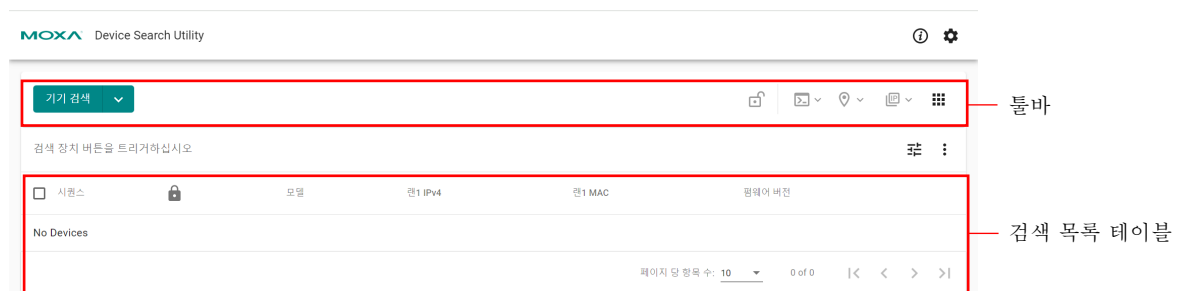 MOXA Device Search Utility
기기 검색
툴바
검색 장치 버튼을 트리거하십시오
시퀀스 모델 랜1 IPv4 랜1 MAC 펌웨어 버전
No Devices
검색 목록 테이블
페이지 당 항목 수: 10 0 of 0